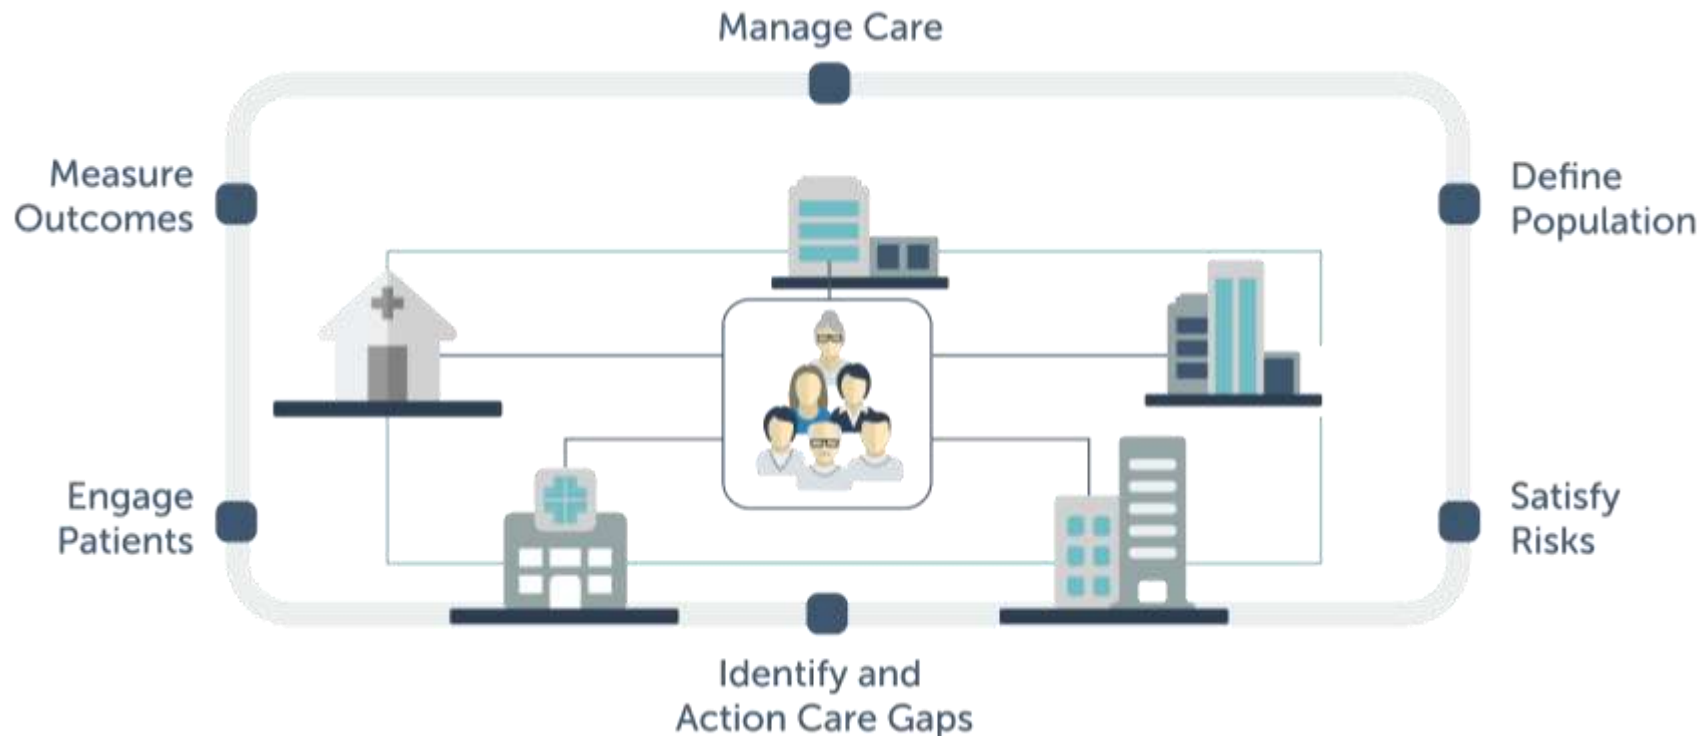 Manage Care
Measure
Outcomes
Define
Population
Engage
Patients
Satisfy
Risks
Identify and
Action Care Gaps